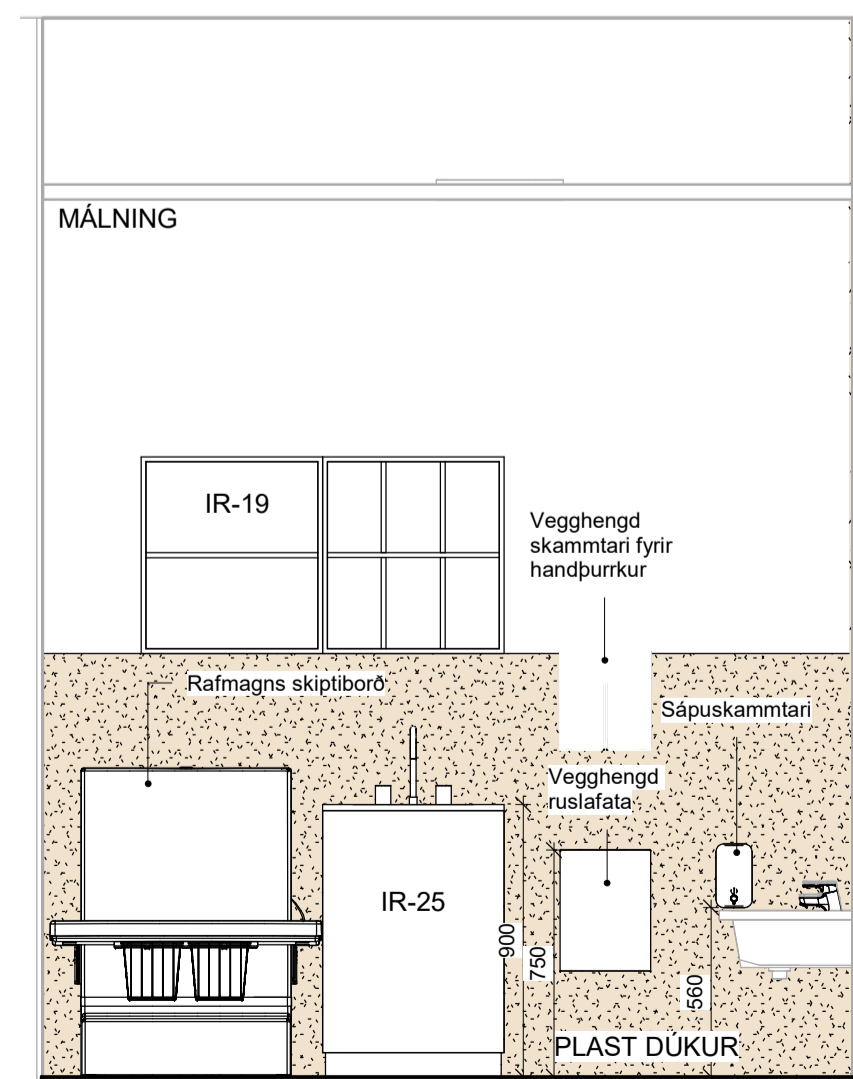 MÁLNING
IR-19
Vegghengd
skammtari fyrir
handþurrkur
Rafmagns skiptiborð
Sápuskammtari
Vegghengd
ruslafata
IR-25
900
750
560
PLAST DÚKUR